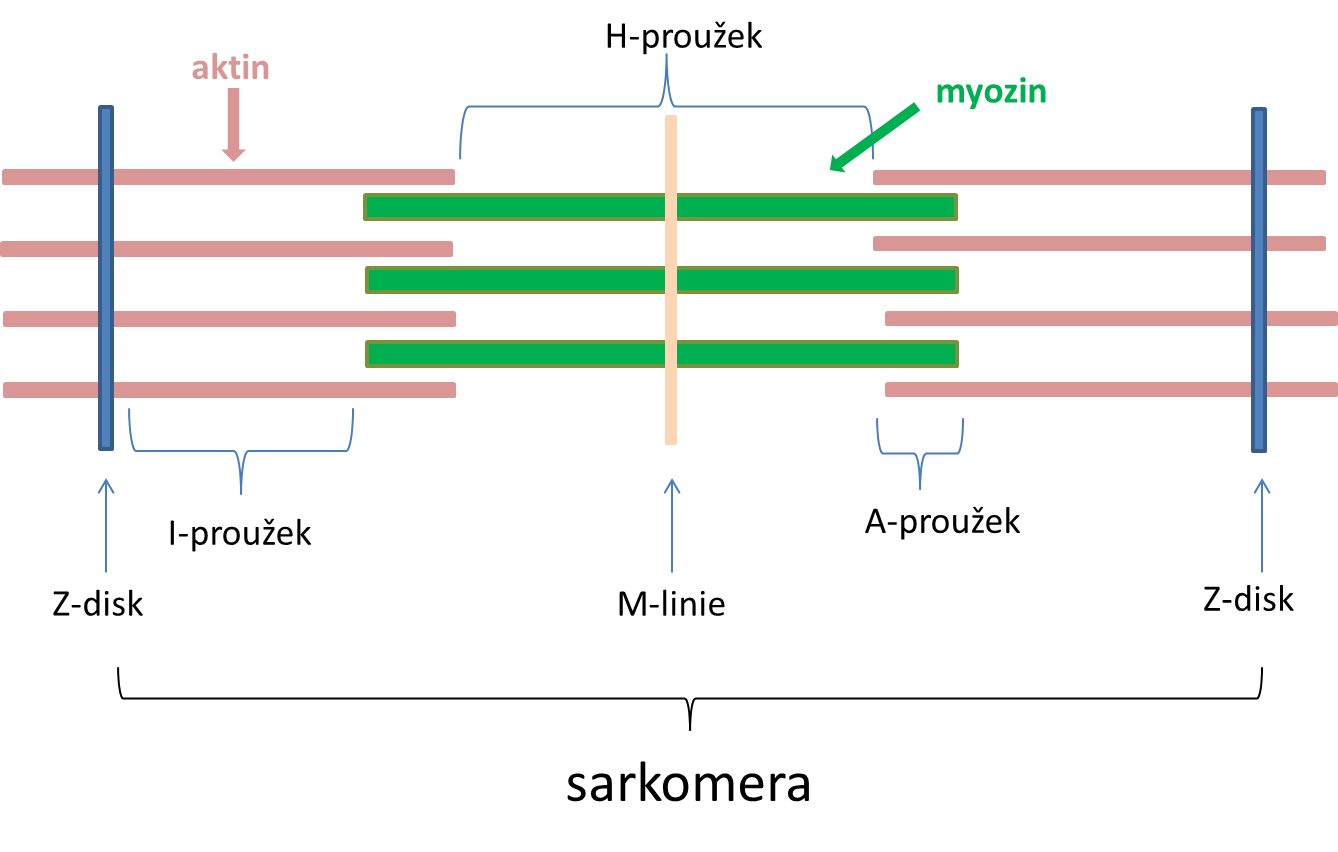 H-proužek
aktin
myozin
I-proužek
A-proužek
Z-disk
M-linie
Z-disk
sarkomera